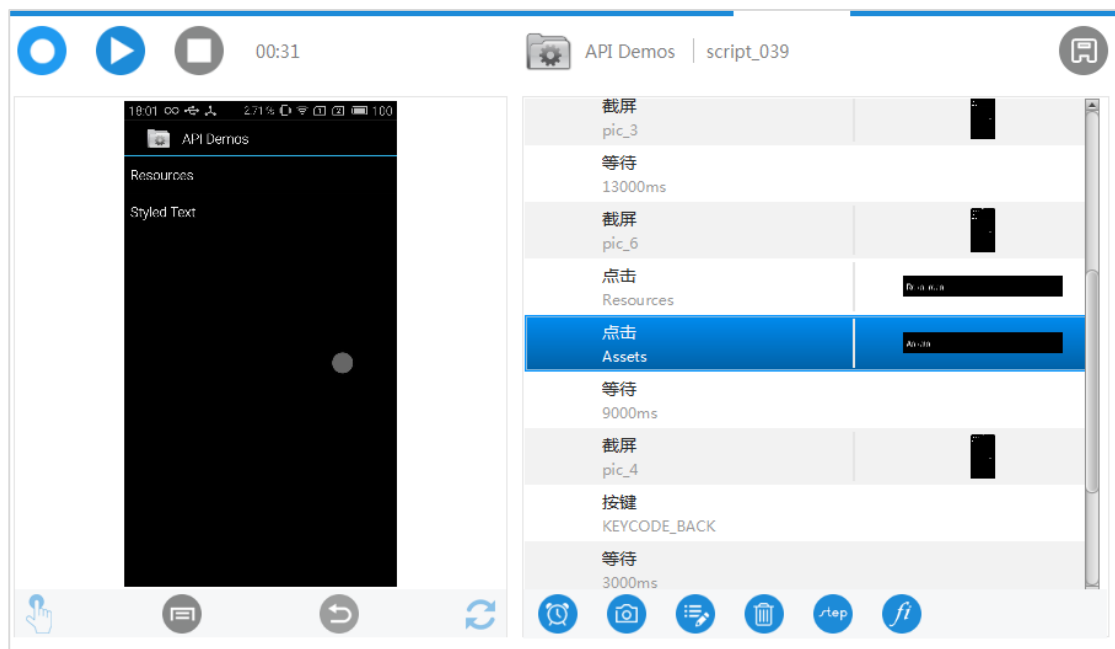 00:31
API Demos
script_039
18:01
271%
100
API Demos
Resources
Styled Text
截屏
pic_3
等待
13000ms
截屏
pic_6
点击
Resources
点击
Assets
等待
9000ms
截屏
pic_4
按键
KEYCODE_BACK
等待
3000ms
step
fi